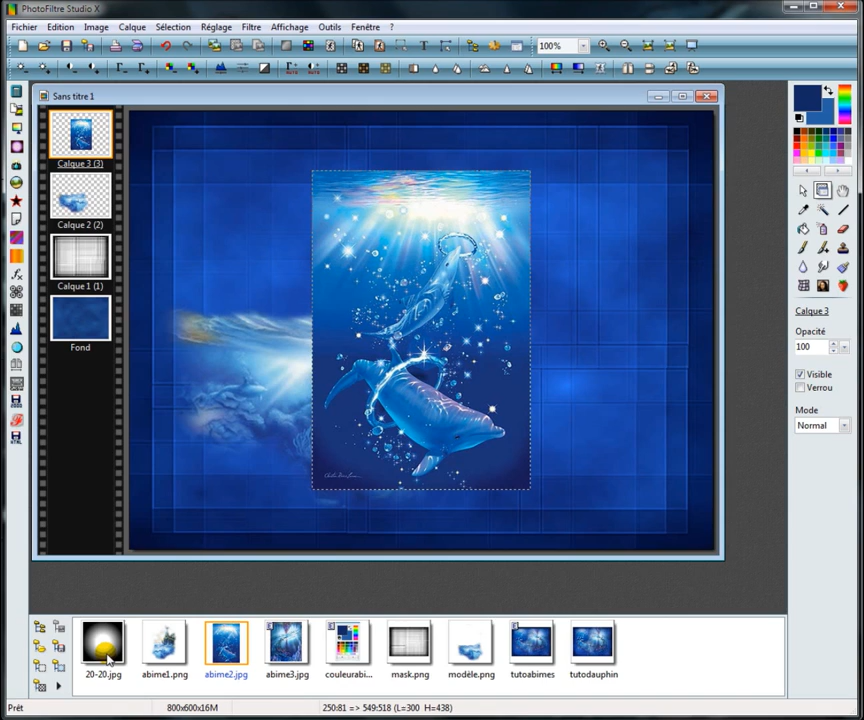 PhotoFiltre Studio X
Fichier Edition Image Calque Sélection Réglage Filtre Affichage Outils Fenêtre ?
100%
Sans titre 1
Calque 3 (3)
Calque 2 (2)
Calque 1 (1)
Fond
Calque 3
Opacité
100
Visible
Verrou
Mode
Normal
20-20.jpg abime1.png abime2.jpg abime3.jpg couleurabi... mask.png modèle.png tutoabimes tutodauphin
Prêt 800x600x16M 250:81 => 549:518 (L=300 H=438)